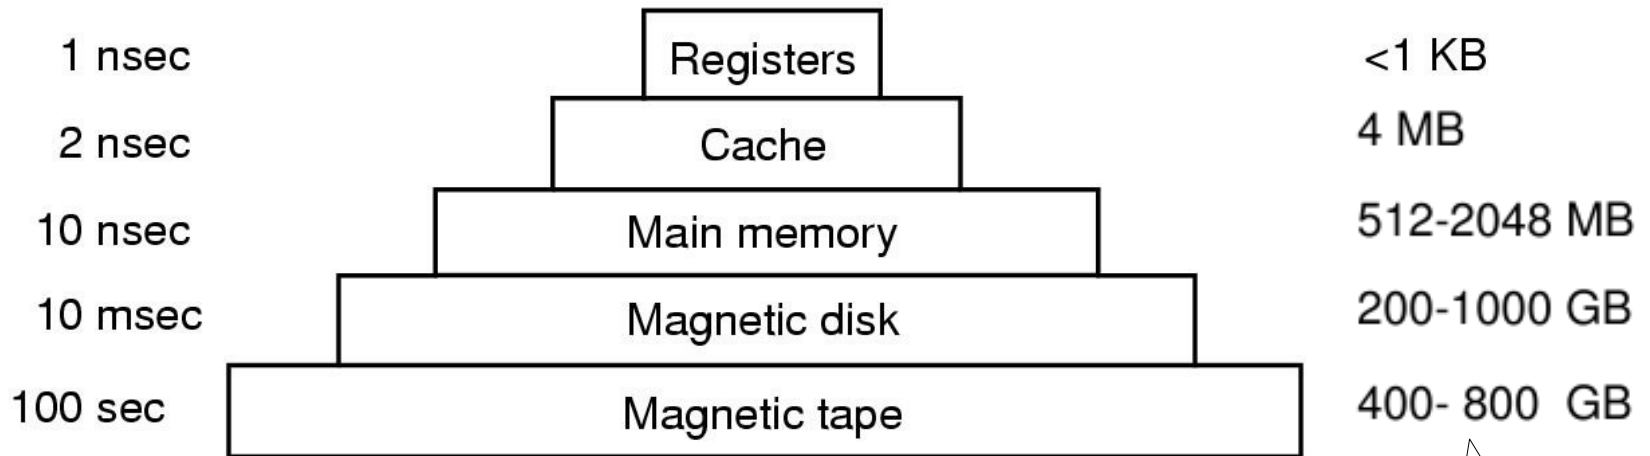 1 nsec Registers <1 KB
2 nsec Cache 4 MB
10 nsec Main memory 512-2048 MB
10 msec Magnetic disk 200-1000 GB
100 sec Magnetic tape 400- 800 GB